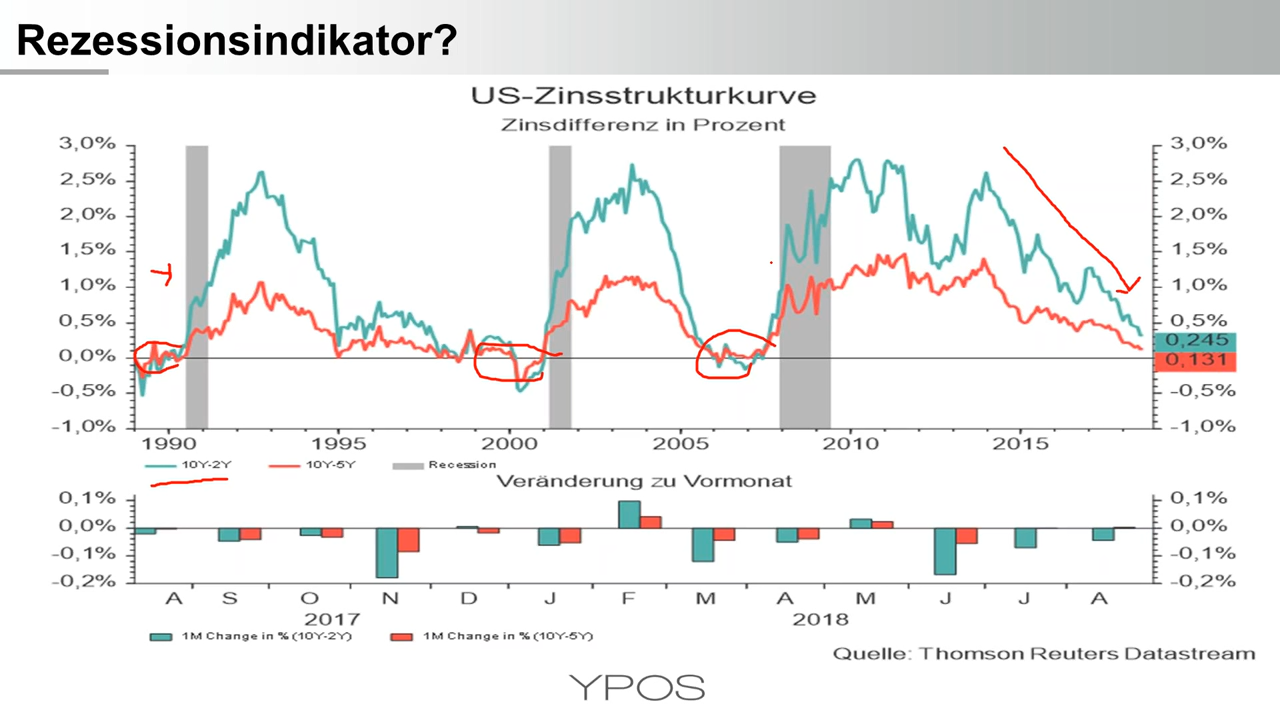 Rezessionsindikator?
US-Zinsstrukturkurve
Zinsdifferenz in Prozent
3,0% 3,0%
2,5% 2,5%
2,0% 2,0%
1,5% 1,5%
1,0% 1,0%
0,5% 0,5%
0,245
0,0% 0,131
-0,5% -0,5%
-1,0% -1,0%
1990 1995 2000 2005 2010 2015
10Y-2Y 10Y-5Y Recession
Veränderung zu Vormonat
0,1% 0,1%
0,0% 0,0%
-0,1% -0,1%
-0,2% -0,2%
A S O N D J F M A M J J A
2017 2018
1M Change in % (10Y-2Y) 1M Change in % (10Y-5Y)
Quelle: Thomson Reuters Datastream
YPOS